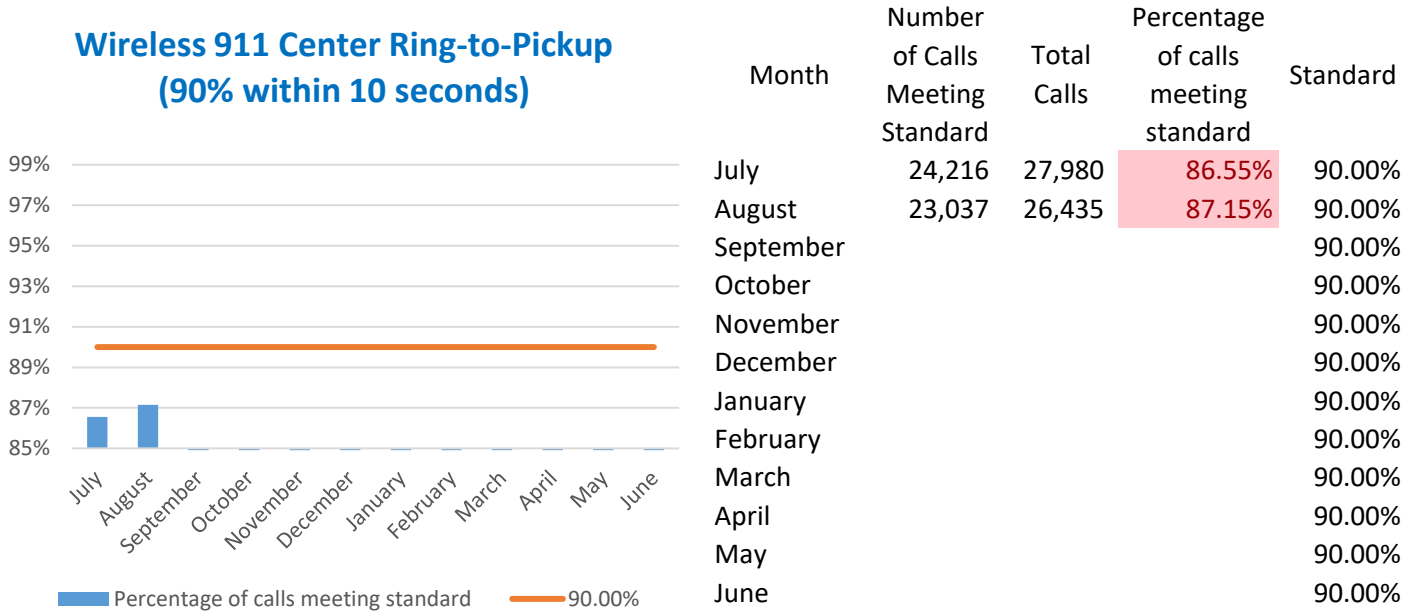 Wireless 911 Center Ring-to-Pickup
(90% within 10 seconds)
99%
97%
95%
93%
91%
89%
87%
85%
July
August
September
October
November
December
January
February
March
April
May
June
Percentage of calls meeting standard
90.00%
Month
Number
of Calls
Meeting
Standard
Total
Calls
Percentage
of calls
meeting
standard
Standard
July 24,216 27,980 86.55% 90.00%
August 23,037 26,435 87.15% 90.00%
September 90.00%
October 90.00%
November 90.00%
December 90.00%
January 90.00%
February 90.00%
March 90.00%
April 90.00%
May 90.00%
June 90.00%